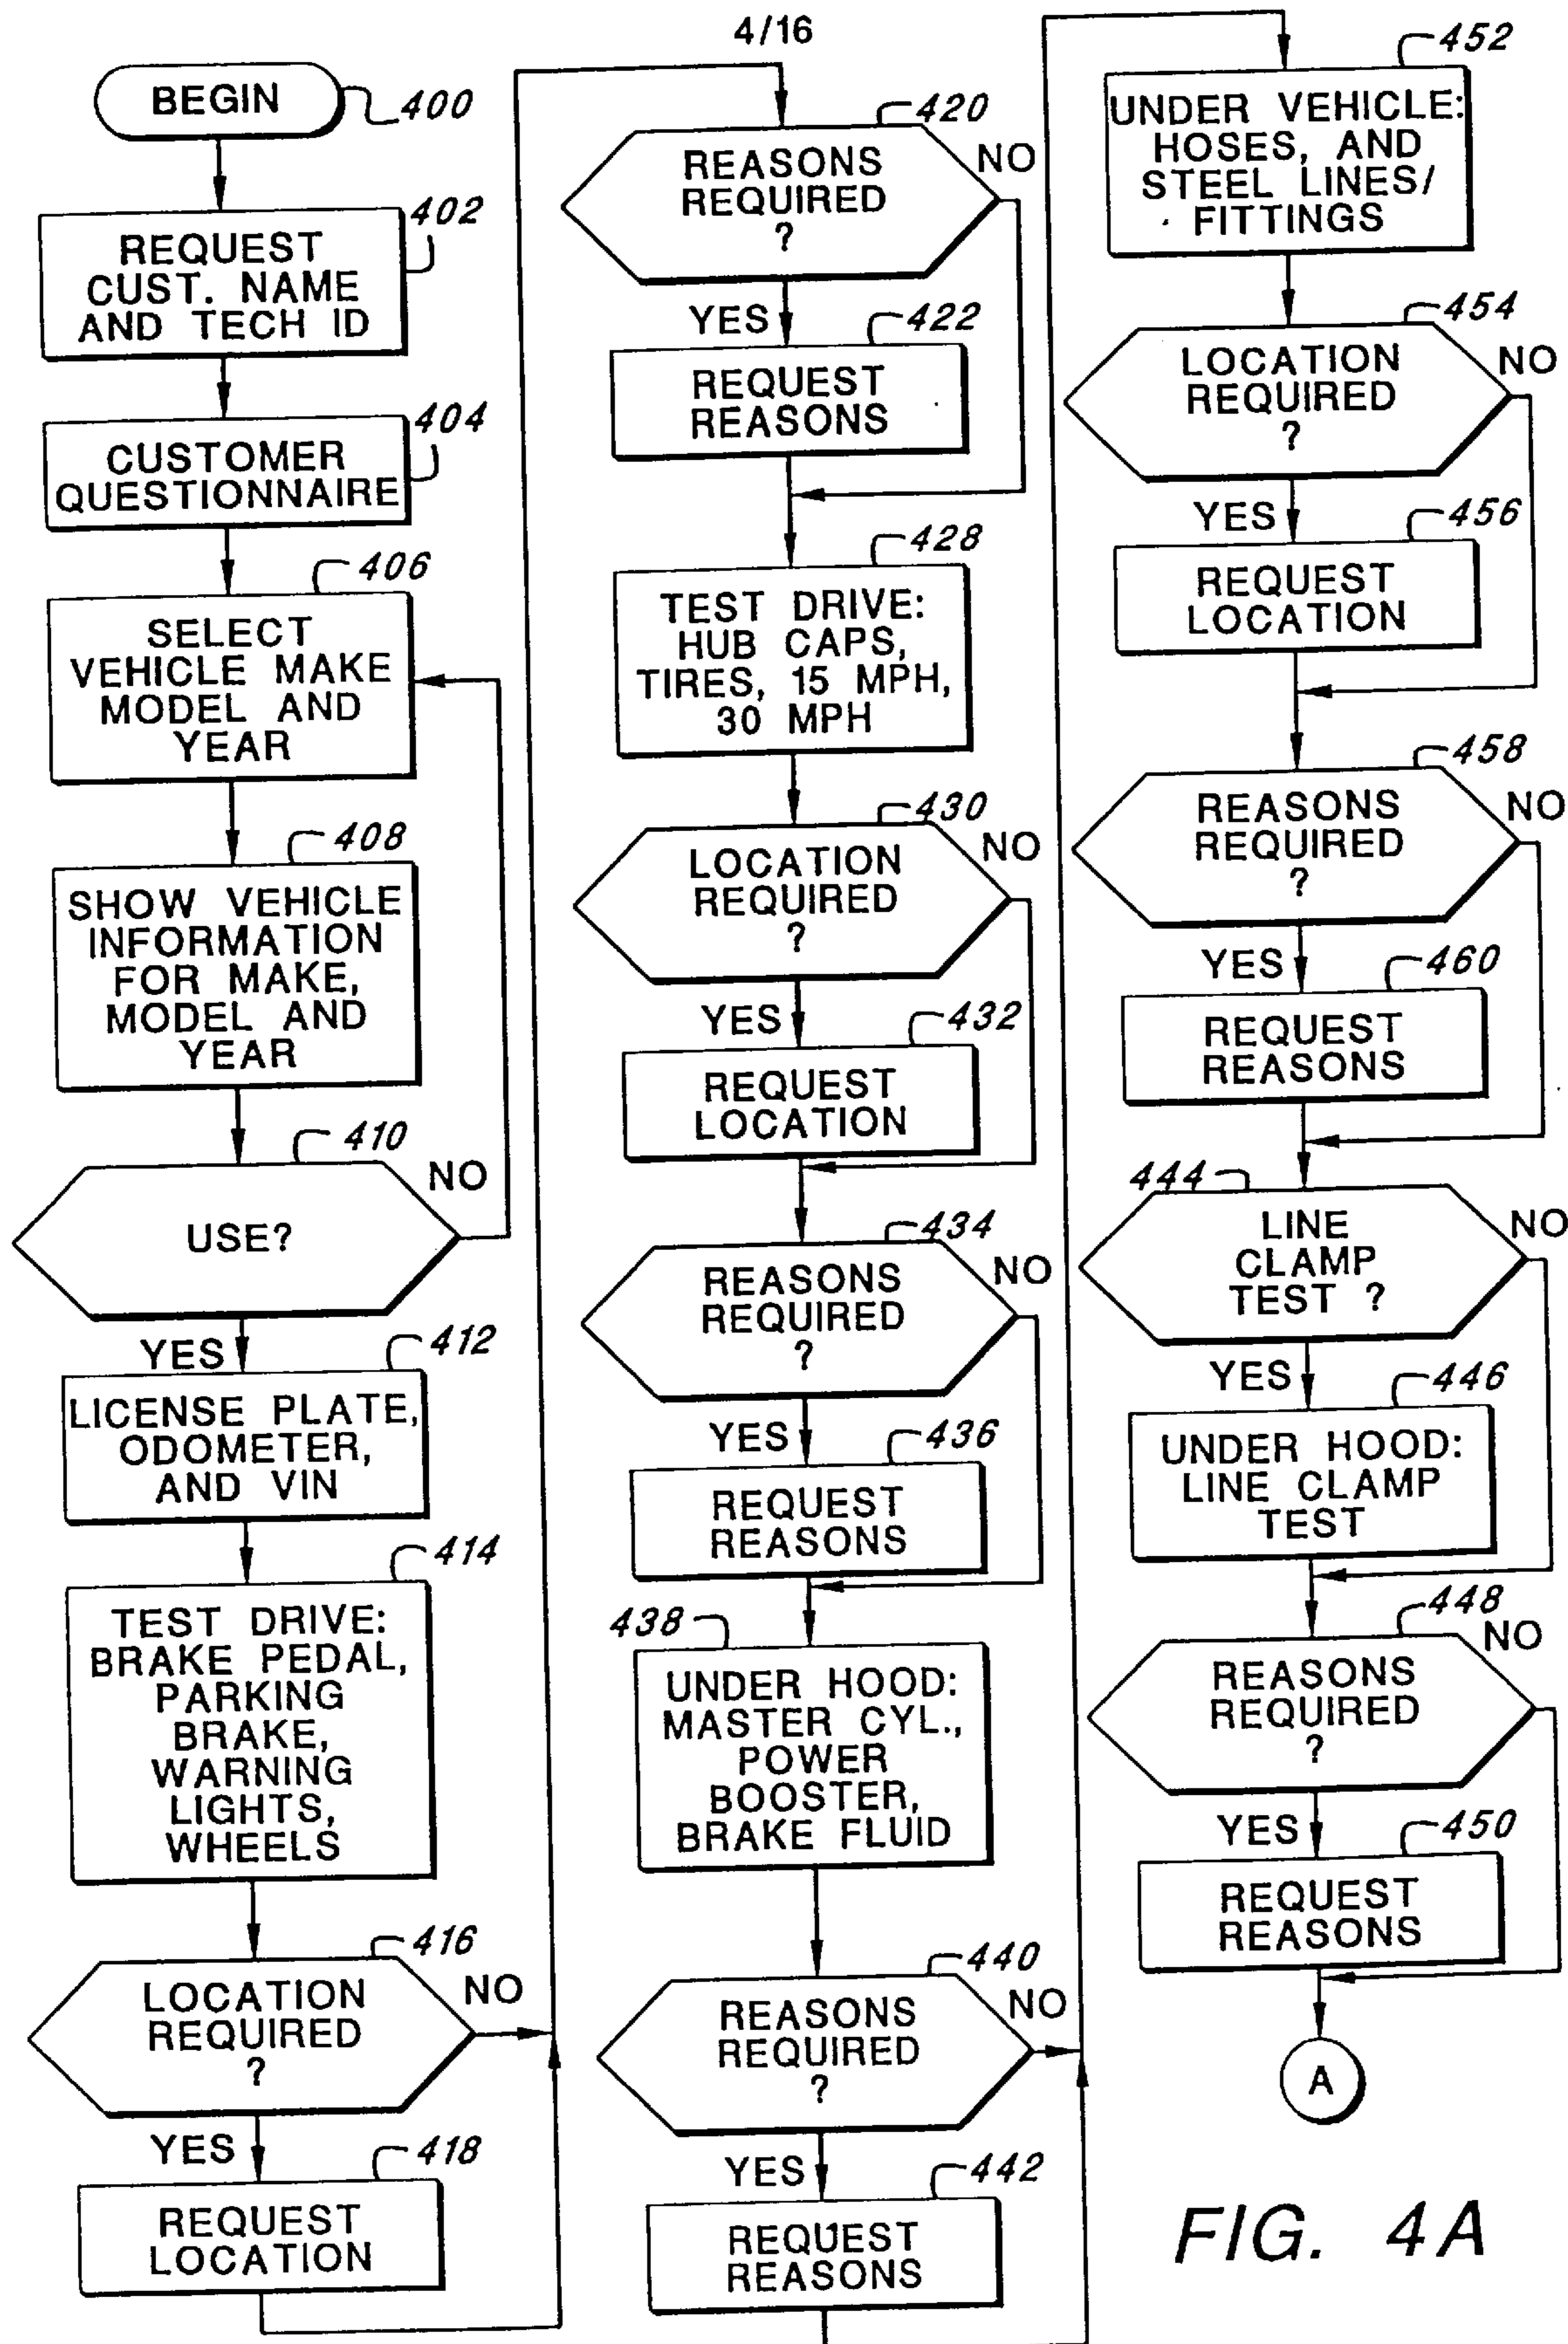 4/16
BEGIN
400
402
REQUEST
CUST. NAME
AND TECH ID
404
CUSTOMER
QUESTIONNAIRE
406
SELECT
VEHICLE MAKE
MODEL AND
YEAR
408
SHOW VEHICLE
INFORMATION
FOR MAKE,
MODEL AND
YEAR
410
NO
USE?
YES
412
LICENSE PLATE,
ODOMETER,
AND VIN
414
TEST DRIVE:
BRAKE PEDAL,
PARKING
BRAKE,
WARNING
LIGHTS,
WHEELS
416
LOCATION
REQUIRED
?
NO
YES
418
REQUEST
LOCATION
420
REASONS
REQUIRED
?
NO
YES
422
REQUEST
REASONS
428
TEST DRIVE:
HUB CAPS,
TIRES, 15 MPH,
30 MPH
430
LOCATION
REQUIRED
?
NO
YES
432
REQUEST
LOCATION
434
REASONS
REQUIRED
?
NO
YES
436
REQUEST
REASONS
438
UNDER HOOD:
MASTER CYL.,
POWER
BOOSTER,
BRAKE FLUID
440
REASONS
REQUIRED
?
NO
YES
442
REQUEST
REASONS
452
UNDER VEHICLE:
HOSES, AND
STEEL LINES/
FITTINGS
454
LOCATION
REQUIRED
?
NO
YES
456
REQUEST
LOCATION
458
REASONS
REQUIRED
?
NO
YES
460
REQUEST
REASONS
444
LINE
CLAMP
TEST ?
NO
YES
446
UNDER HOOD:
LINE CLAMP
TEST
448
REASONS
REQUIRED
?
NO
YES
450
REQUEST
REASONS
A
FIG. 4A